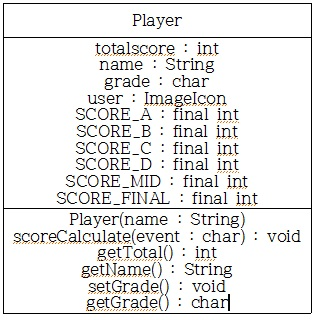 Player
totalscore : int
name : String
grade : char
user : ImageIcon
SCORE_A : final int
SCORE_B : final int
SCORE_C : final int
SCORE_D : final int
SCORE_MID : final int
SCORE_FINAL : final int
Player(name : String)
scoreCalculate(event : char) : void
getTotal() : int
getName() : String
setGrade() : void
getGrade() : char